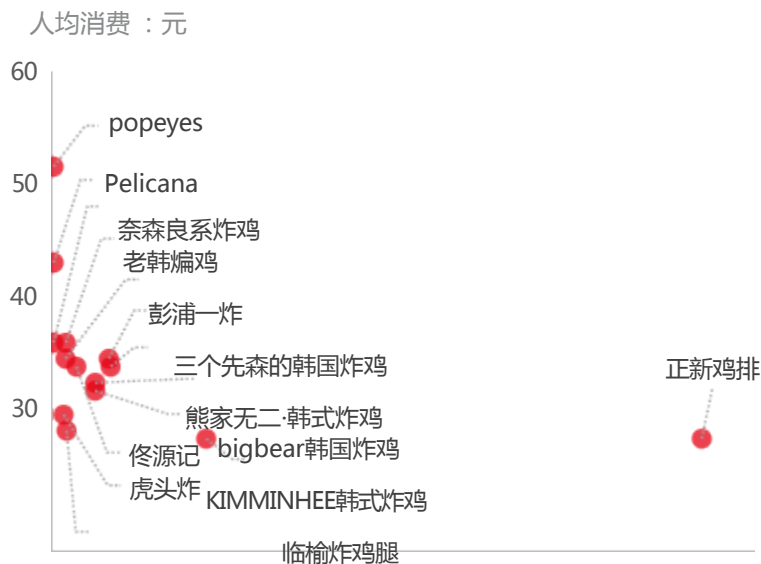 人均消费 ：元
60
popeyes
50
Pelicana
奈森良系炸鸡
老韩煸鸡
40
彭浦一炸
三个先森的韩国炸鸡
正新鸡排
30
熊家无二·韩式炸鸡
bigbear韩国炸鸡
佟源记
虎头炸
KIMMINHEE韩式炸鸡
临榆炸鸡腿